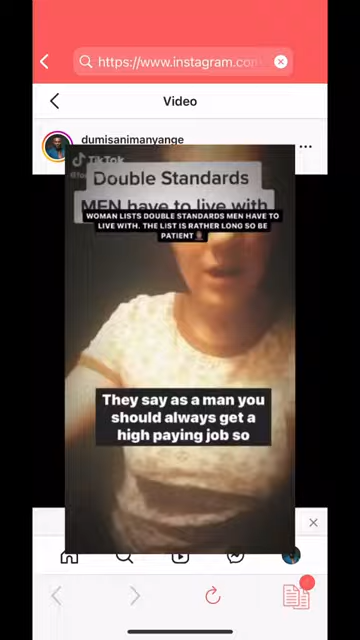 https://www.instagram.com
Video
dumisanimanyange
TikTok
Double Standards
MEN have to live with
WOMAN LISTS DOUBLE STANDARDS MEN HAVE TO
LIVE WITH. THE LIST IS RATHER LONG SO BE
PATIENT
They say as a man you
should always get a
high paying job so